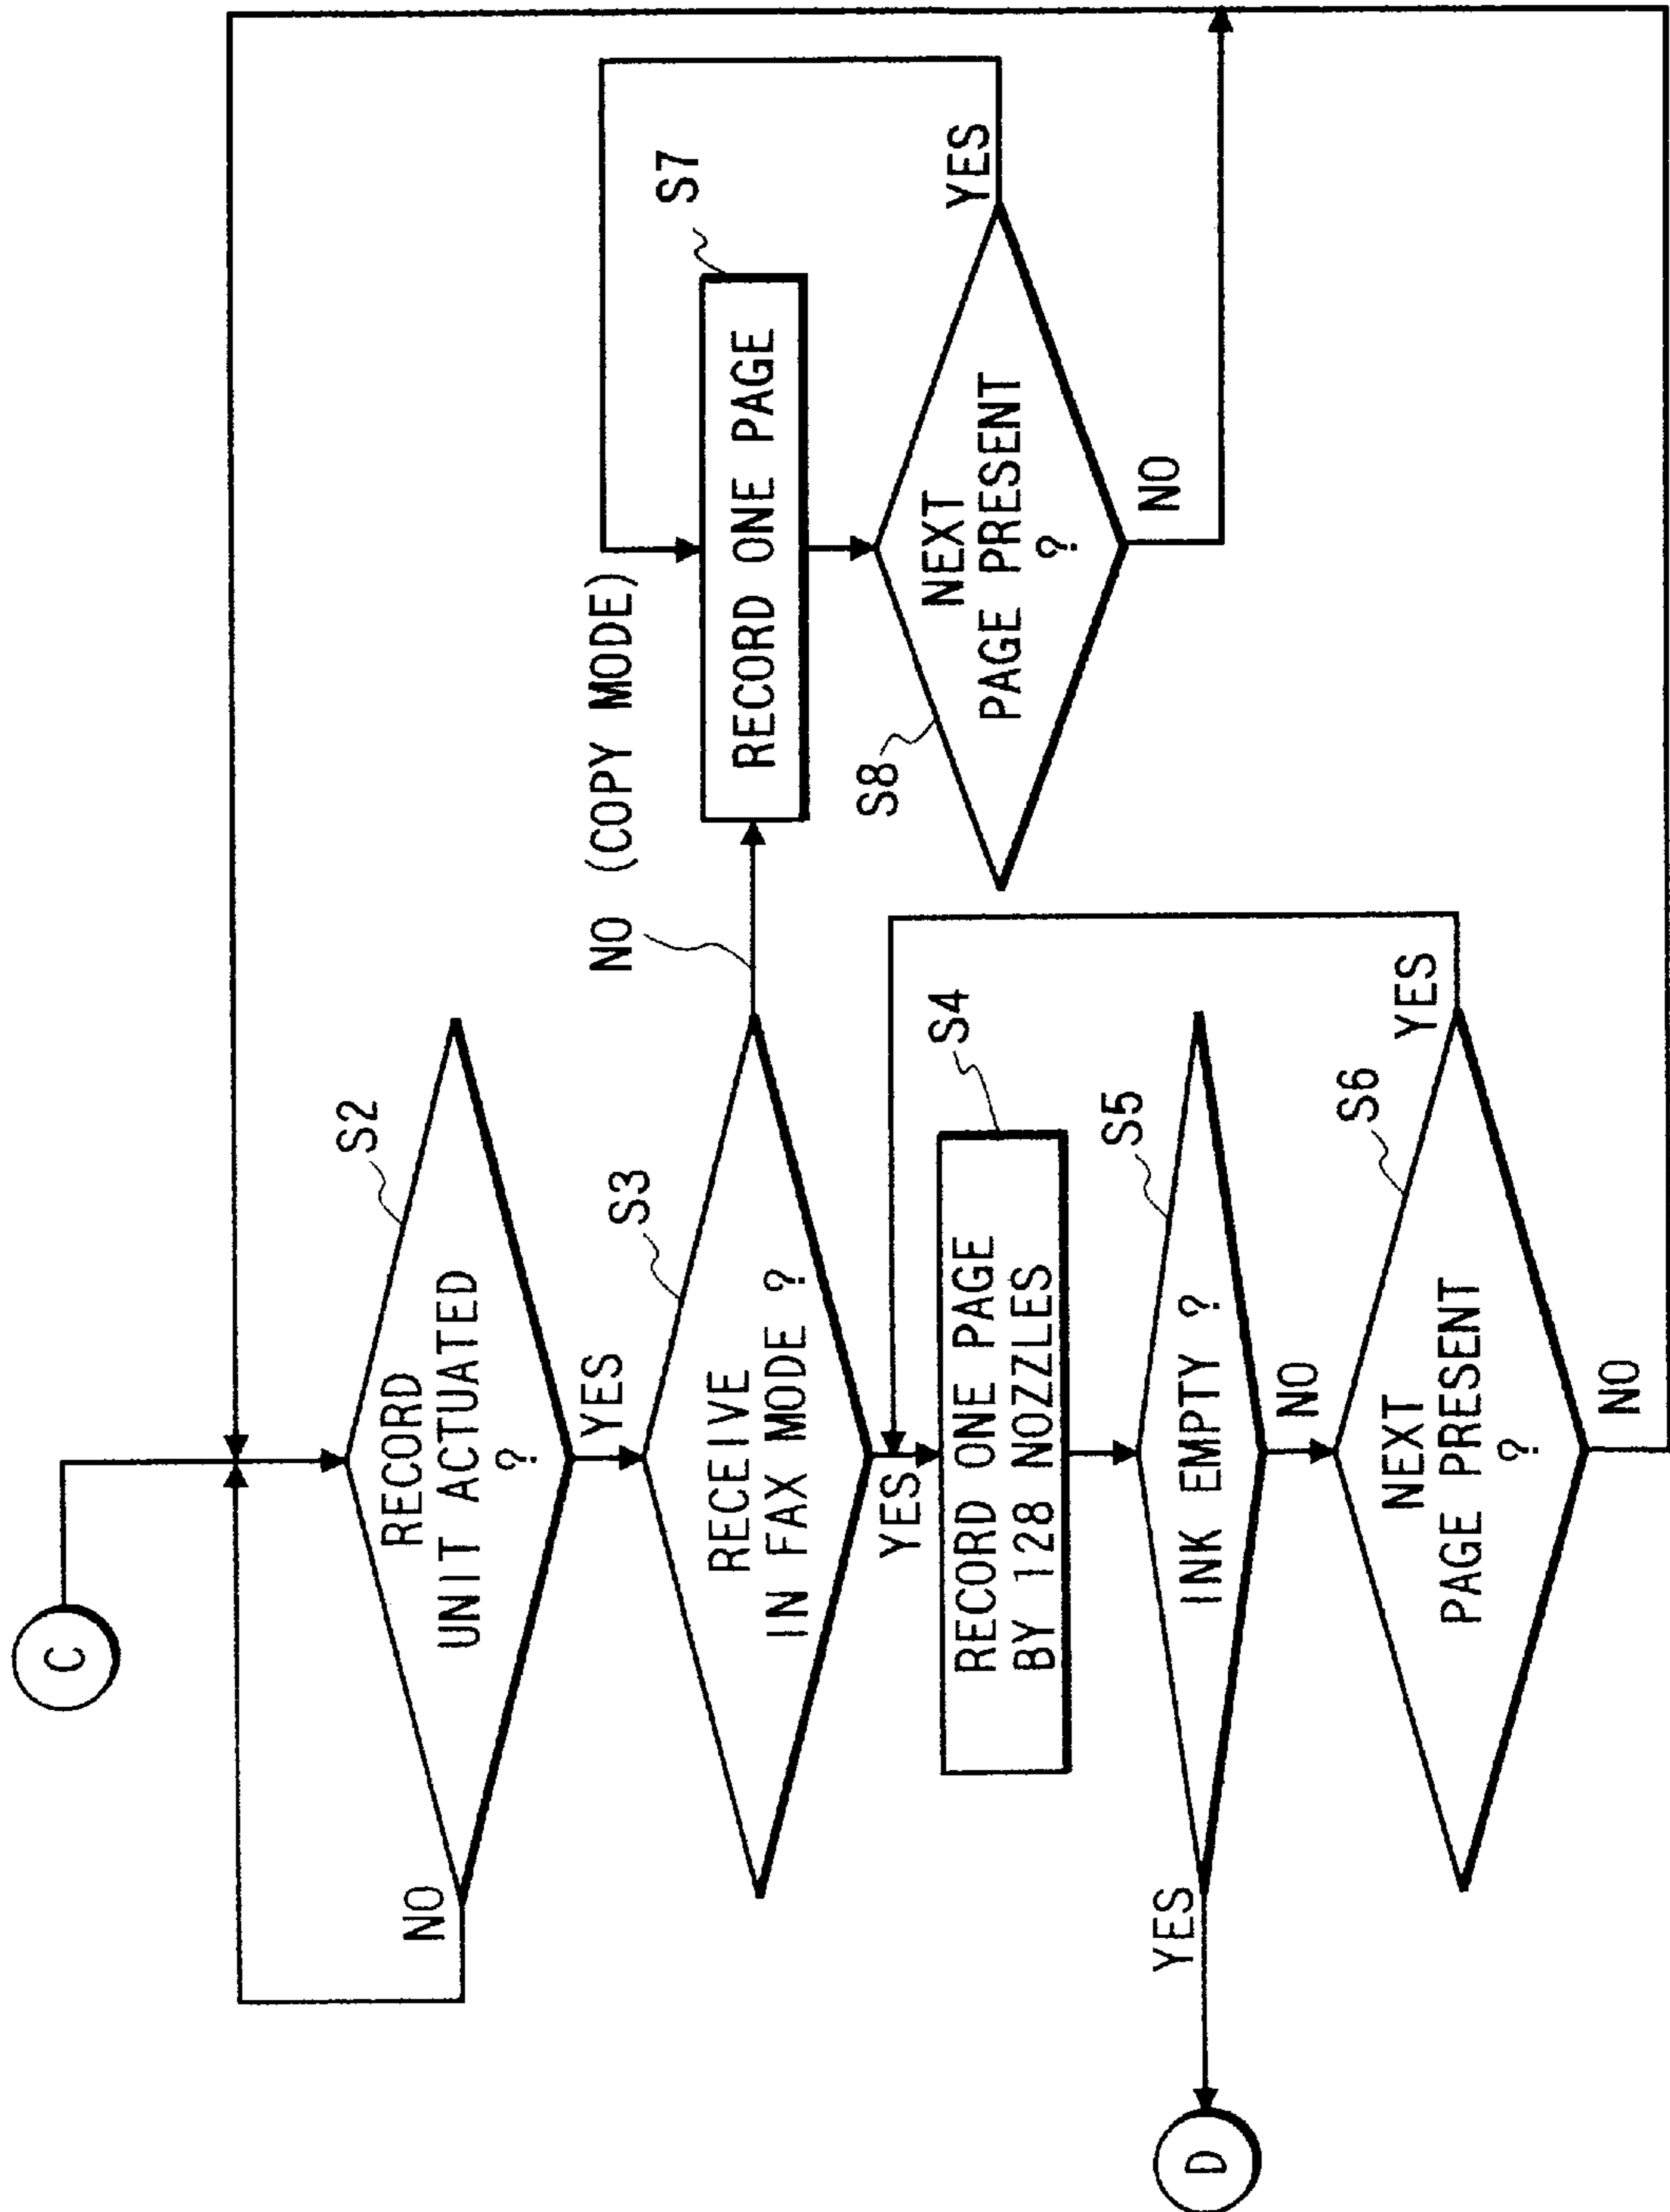 C
RECORD
UNIT ACTUATED
?
S2
NO
YES
RECEIVE
IN FAX MODE ?
S3
NO (COPY MODE)
YES
RECORD ONE PAGE
S7
NEXT
PAGE PRESENT
?
S8
YES
NO
RECORD ONE PAGE
BY 128 NOZZLES
S4
INK EMPTY ?
S5
YES
D
NO
NEXT
PAGE PRESENT
?
S6
YES
NO